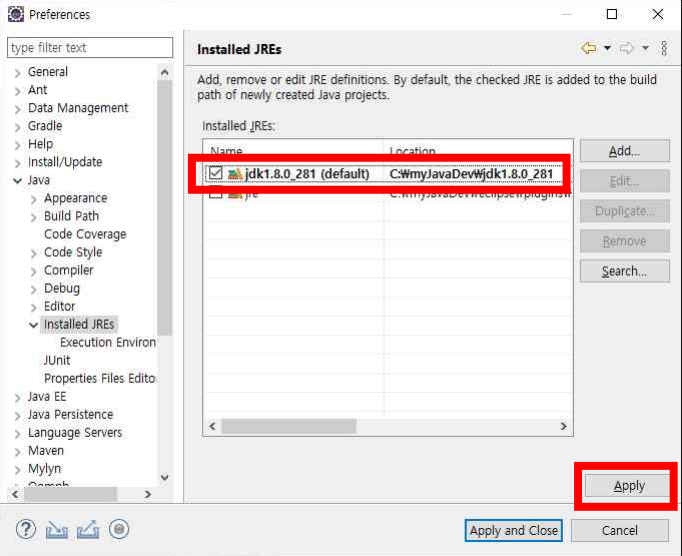 Preferences
type filter text
General
Ant
Data Management
Gradle
Help
Install/Update
Java
Appearance
Build Path
Code Coverage
Code Style
Compiler
Debug
Editor
Installed JREs
Execution Environ
JUnit
Properties Files Edito
Java EE
Java Persistence
Language Servers
Maven
Mylyn
Oomph
Installed JREs
Add, remove or edit JRE definitions. By default, the checked JRE is added to the build
path of newly created Java projects.
Installed JREs:
Name Location
jdk1.8.0_281 (default) C:₩myJavaDev₩jdk1.8.0_281
jre C:₩myJavaDev₩eclipse₩plugins₩
Add...
Edit...
Duplicate...
Remove
Search...
Apply
Apply and Close
Cancel